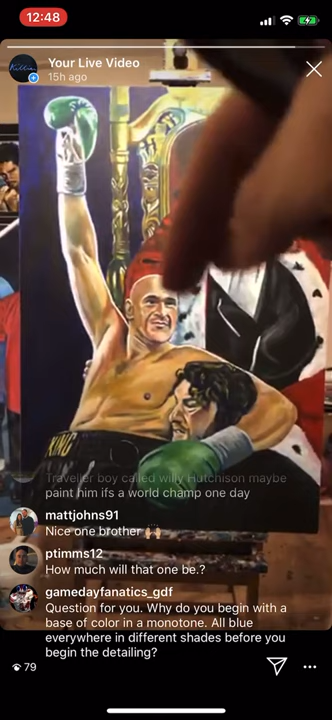 12:48
Your Live Video
15h ago
KING
Traveller boy called willy Hutchison maybe
paint him ifs a world champ one day
mattjohns91
Nice one brother 🙌🏻
ptimms12
How much will that one be.?
gamedayfanatics_gdf
Question for you. Why do you begin with a
base of color in a monotone. All blue
everywhere in different shades before you
begin the detailing?
79